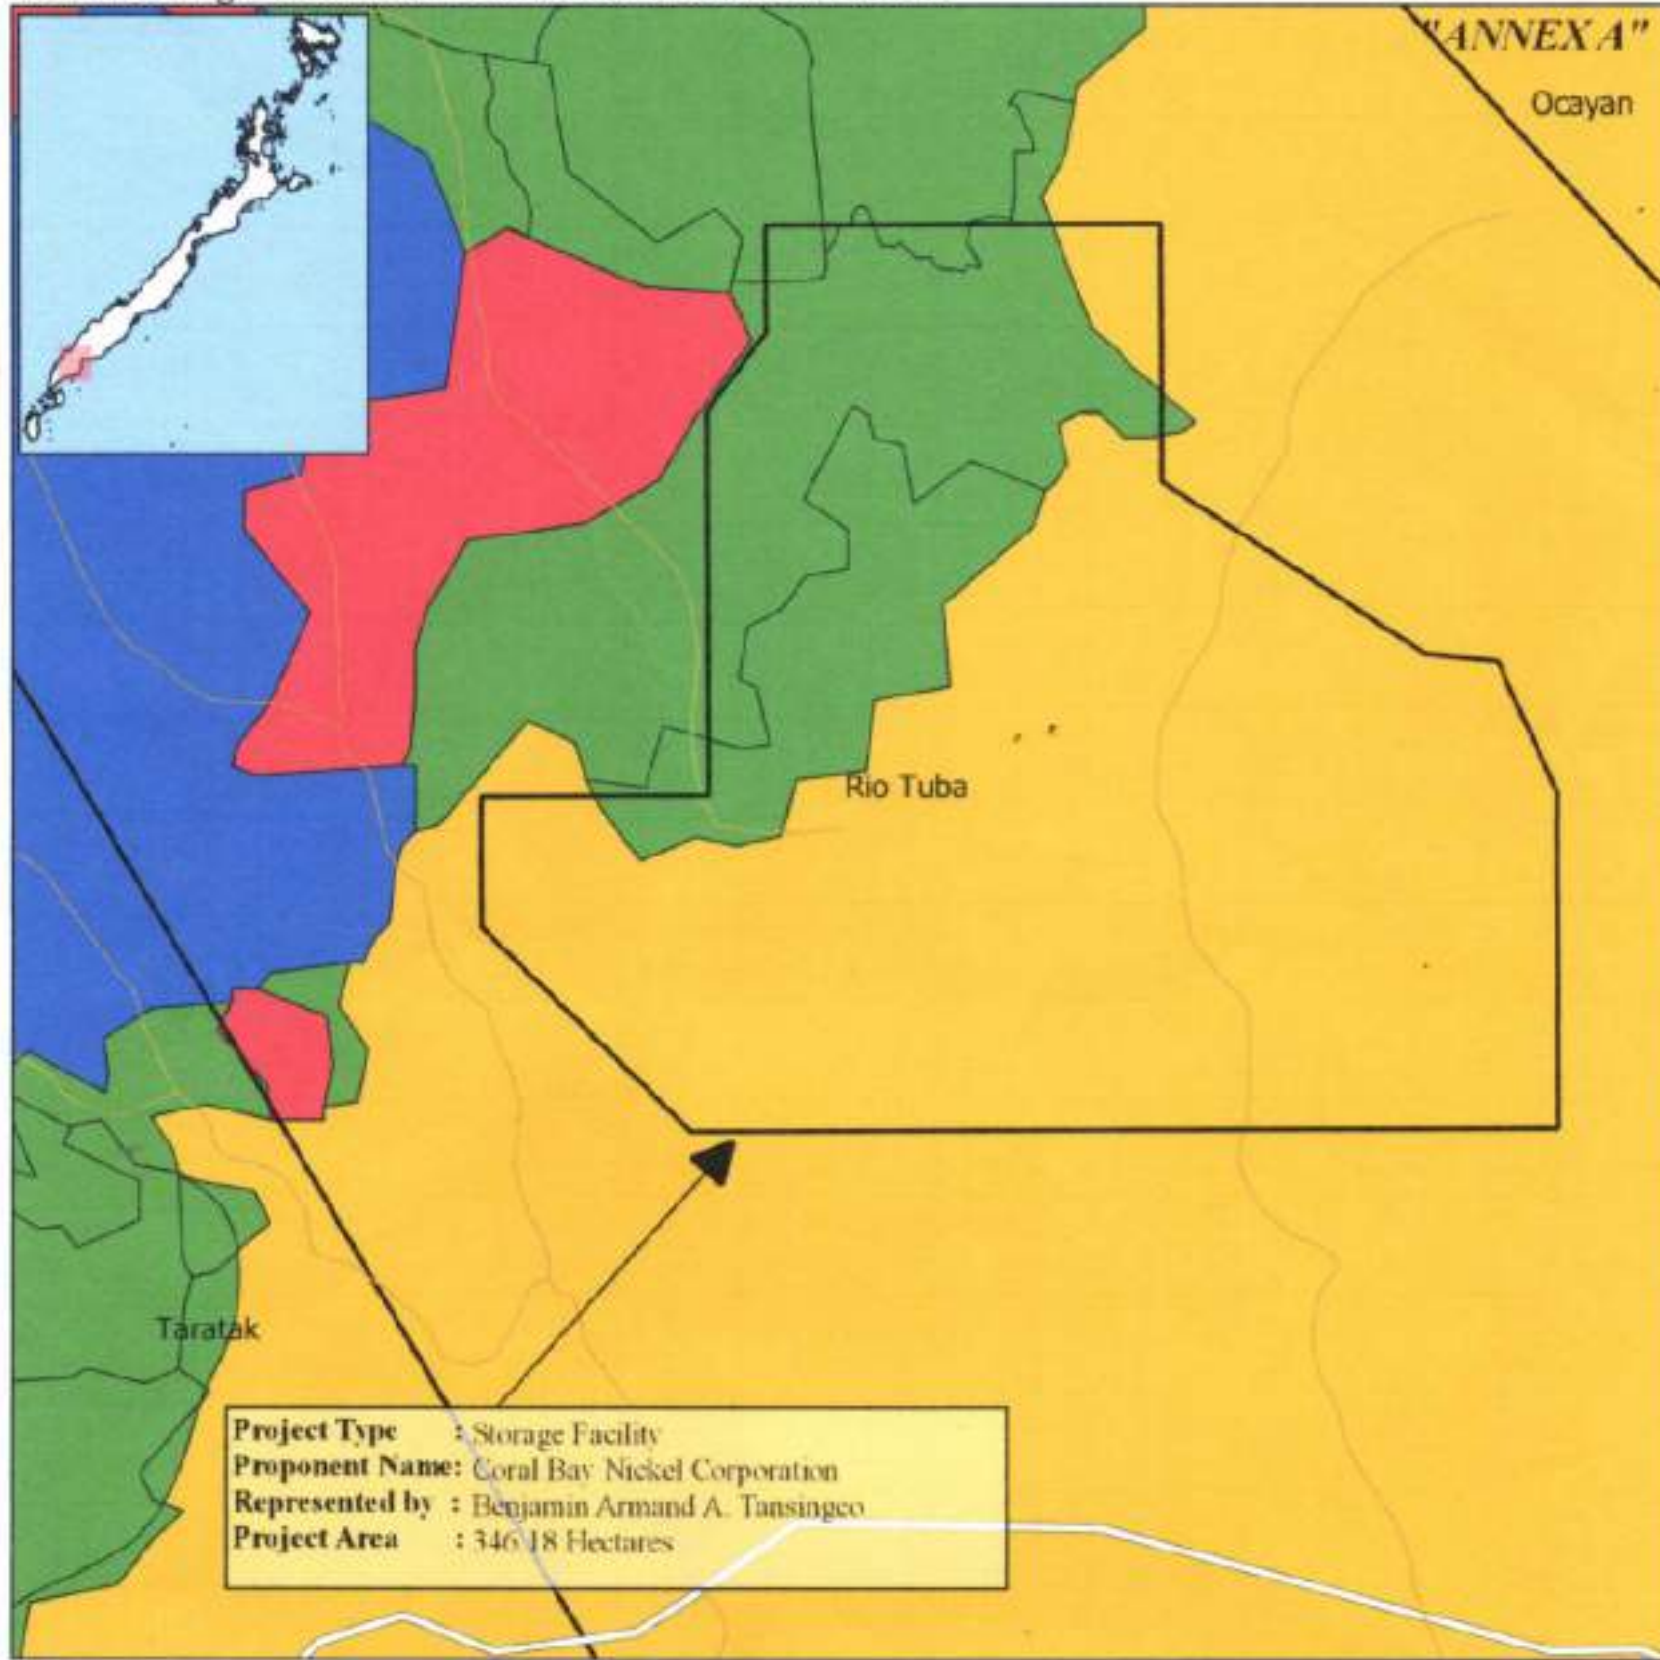 "ANNEX A"
Ocayan
Rio Tuba
Taratak
Project Type : Storage Facility
Proponent Name: Coral Bay Nickel Corporation
Represented by : Benjamin Armand A. Tansingco
Project Area : 346.18 Hectares